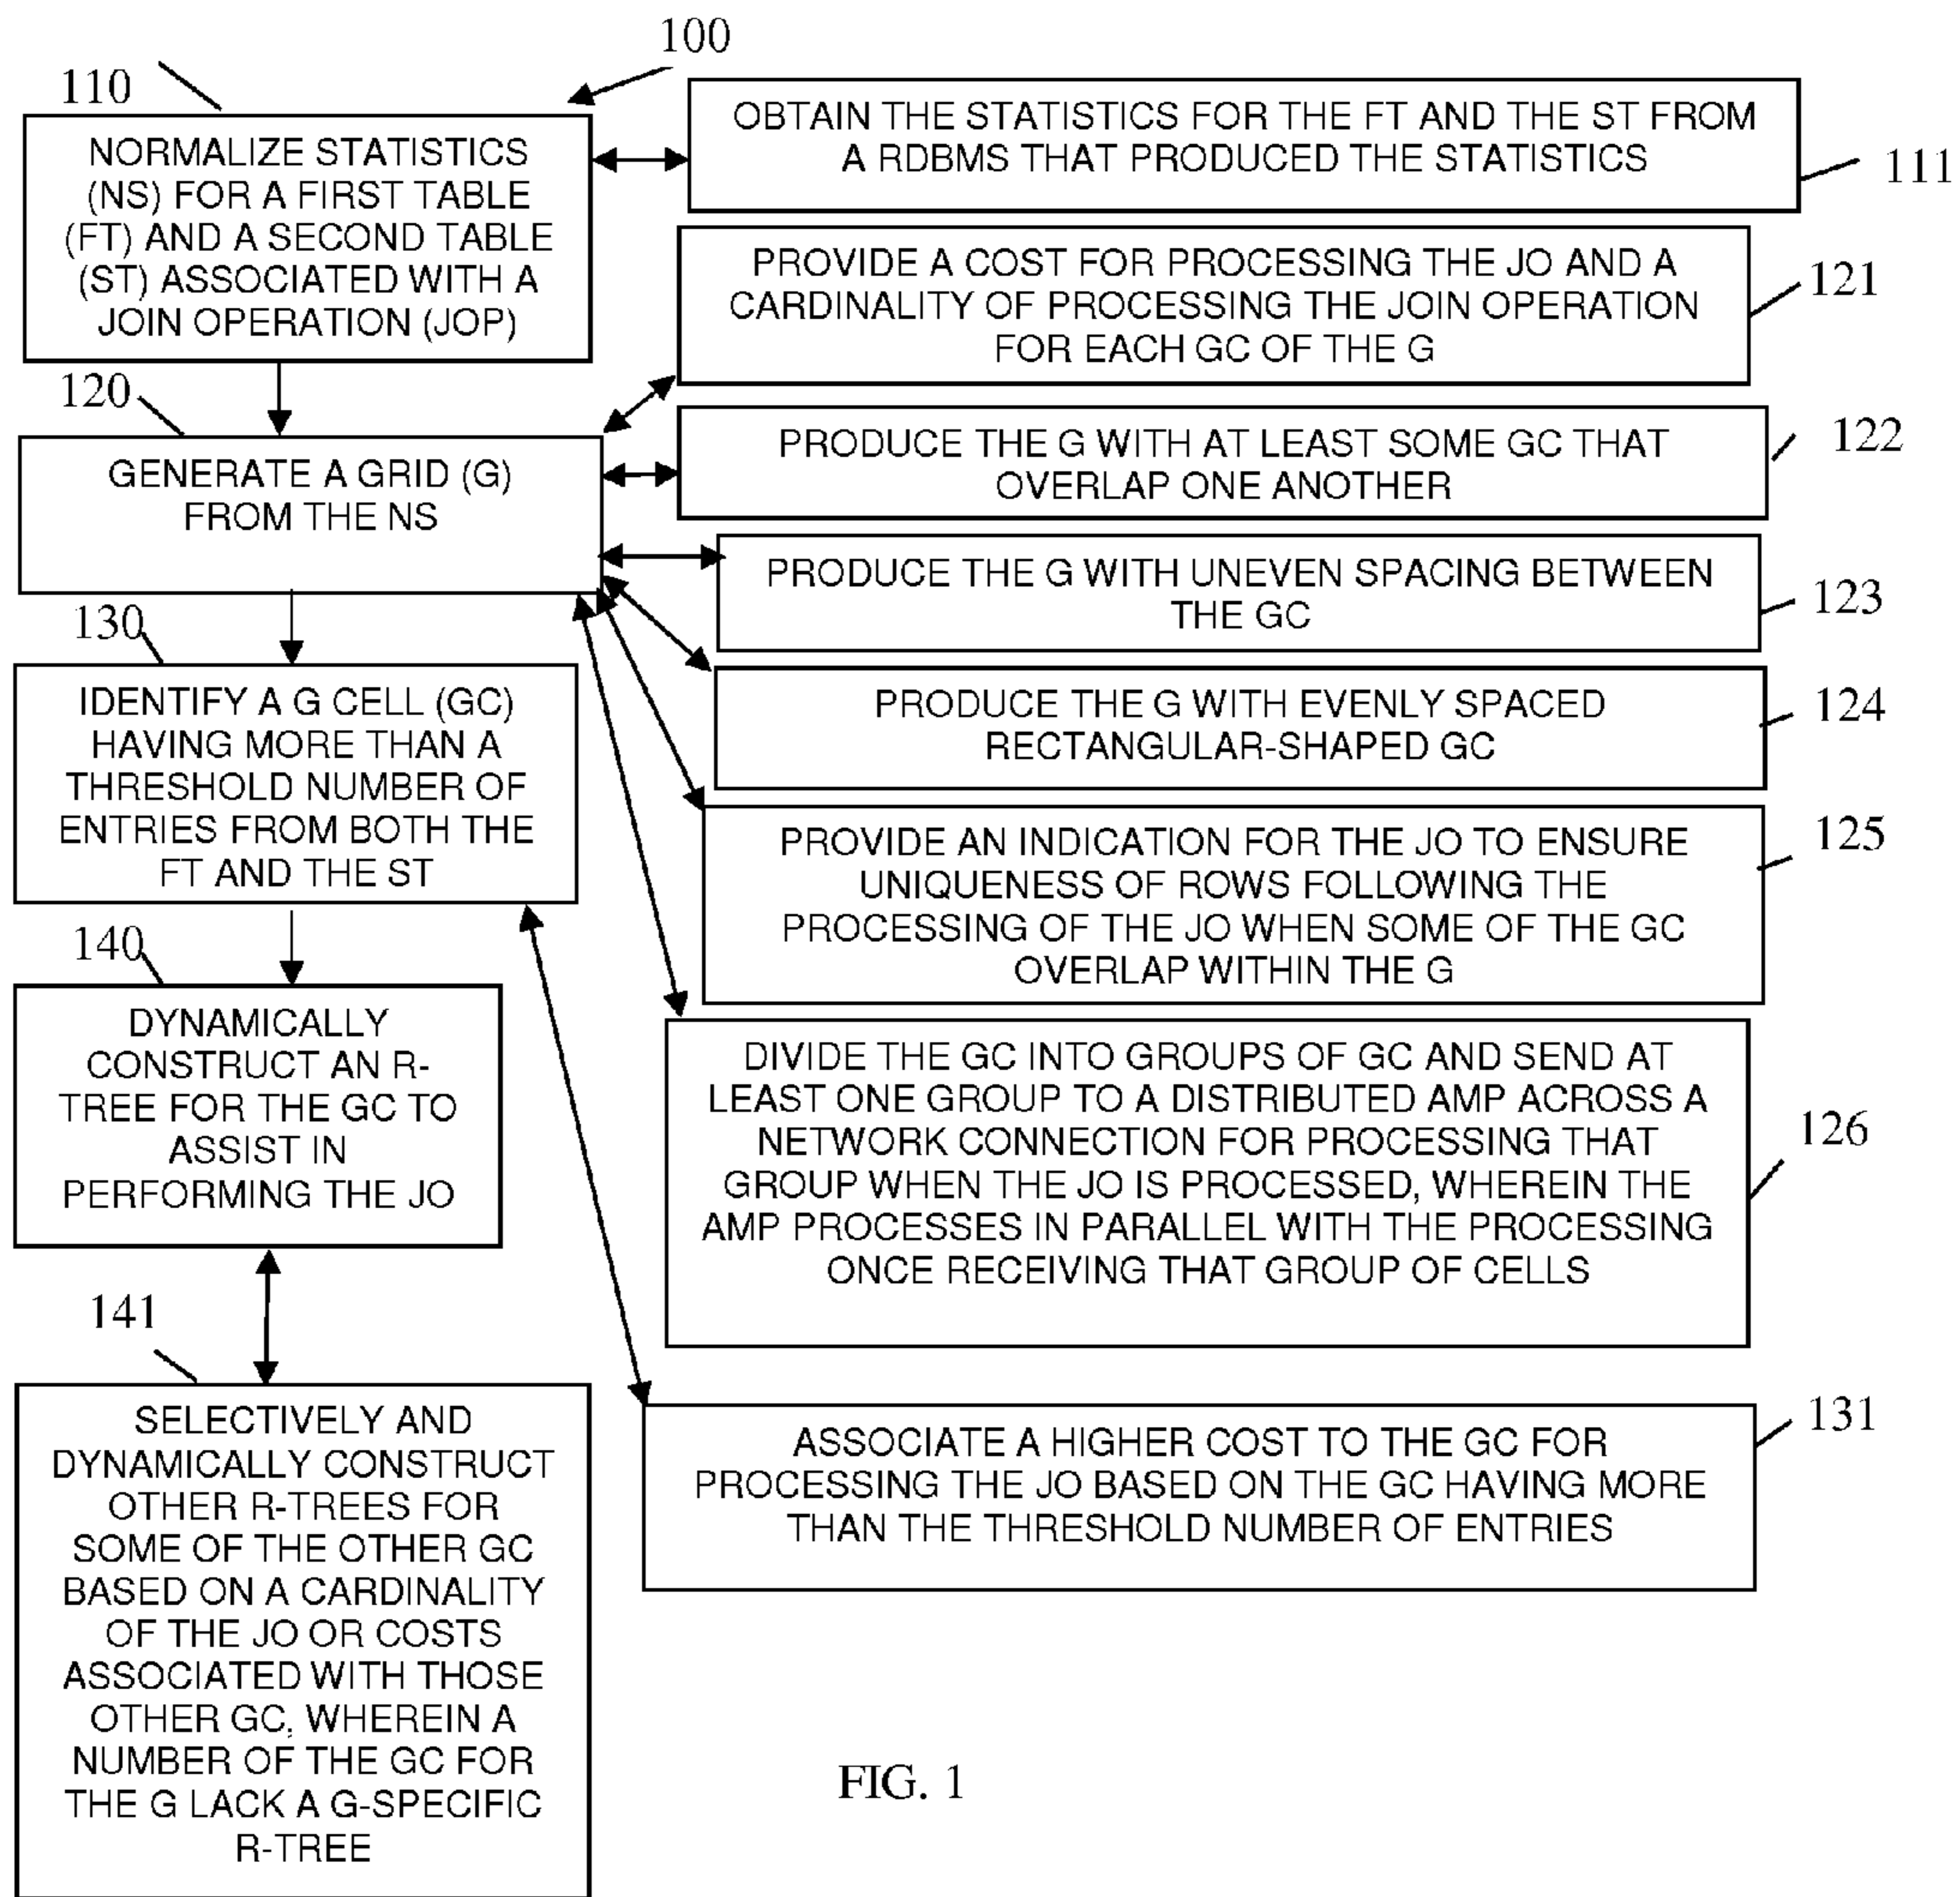 100
110
NORMALIZE STATISTICS
(NS) FOR A FIRST TABLE
(FT) AND A SECOND TABLE
(ST) ASSOCIATED WITH A
JOIN OPERATION (JOP)
OBTAIN THE STATISTICS FOR THE FT AND THE ST FROM
A RDBMS THAT PRODUCED THE STATISTICS
111
PROVIDE A COST FOR PROCESSING THE JO AND A
CARDINALITY OF PROCESSING THE JOIN OPERATION
FOR EACH GC OF THE G
121
120
GENERATE A GRID (G)
FROM THE NS
PRODUCE THE G WITH AT LEAST SOME GC THAT
OVERLAP ONE ANOTHER
122
PRODUCE THE G WITH UNEVEN SPACING BETWEEN
THE GC
123
130
IDENTIFY A G CELL (GC)
HAVING MORE THAN A
THRESHOLD NUMBER OF
ENTRIES FROM BOTH THE
FT AND THE ST
PRODUCE THE G WITH EVENLY SPACED
RECTANGULAR-SHAPED GC
124
PROVIDE AN INDICATION FOR THE JO TO ENSURE
UNIQUENESS OF ROWS FOLLOWING THE
PROCESSING OF THE JO WHEN SOME OF THE GC
OVERLAP WITHIN THE G
125
140
DYNAMICALLY
CONSTRUCT AN R-
TREE FOR THE GC TO
ASSIST IN
PERFORMING THE JO
DIVIDE THE GC INTO GROUPS OF GC AND SEND AT
LEAST ONE GROUP TO A DISTRIBUTED AMP ACROSS A
NETWORK CONNECTION FOR PROCESSING THAT
GROUP WHEN THE JO IS PROCESSED, WHEREIN THE
AMP PROCESSES IN PARALLEL WITH THE PROCESSING
ONCE RECEIVING THAT GROUP OF CELLS
126
141
SELECTIVELY AND
DYNAMICALLY CONSTRUCT
OTHER R-TREES FOR
SOME OF THE OTHER GC
BASED ON A CARDINALITY
OF THE JO OR COSTS
ASSOCIATED WITH THOSE
OTHER GC, WHEREIN A
NUMBER OF THE GC FOR
THE G LACK A G-SPECIFIC
R-TREE
ASSOCIATE A HIGHER COST TO THE GC FOR
PROCESSING THE JO BASED ON THE GC HAVING MORE
THAN THE THRESHOLD NUMBER OF ENTRIES
131
FIG. 1